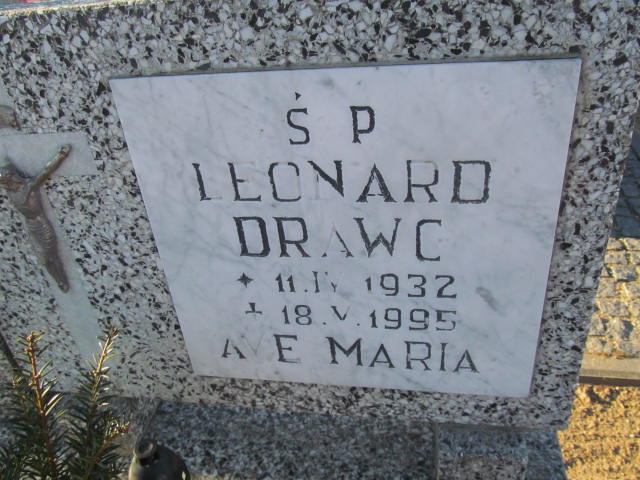 Ś P
LEONARD
DRAWC
* 11.IV 1932
+ 18.V.1995
AVE MARIA